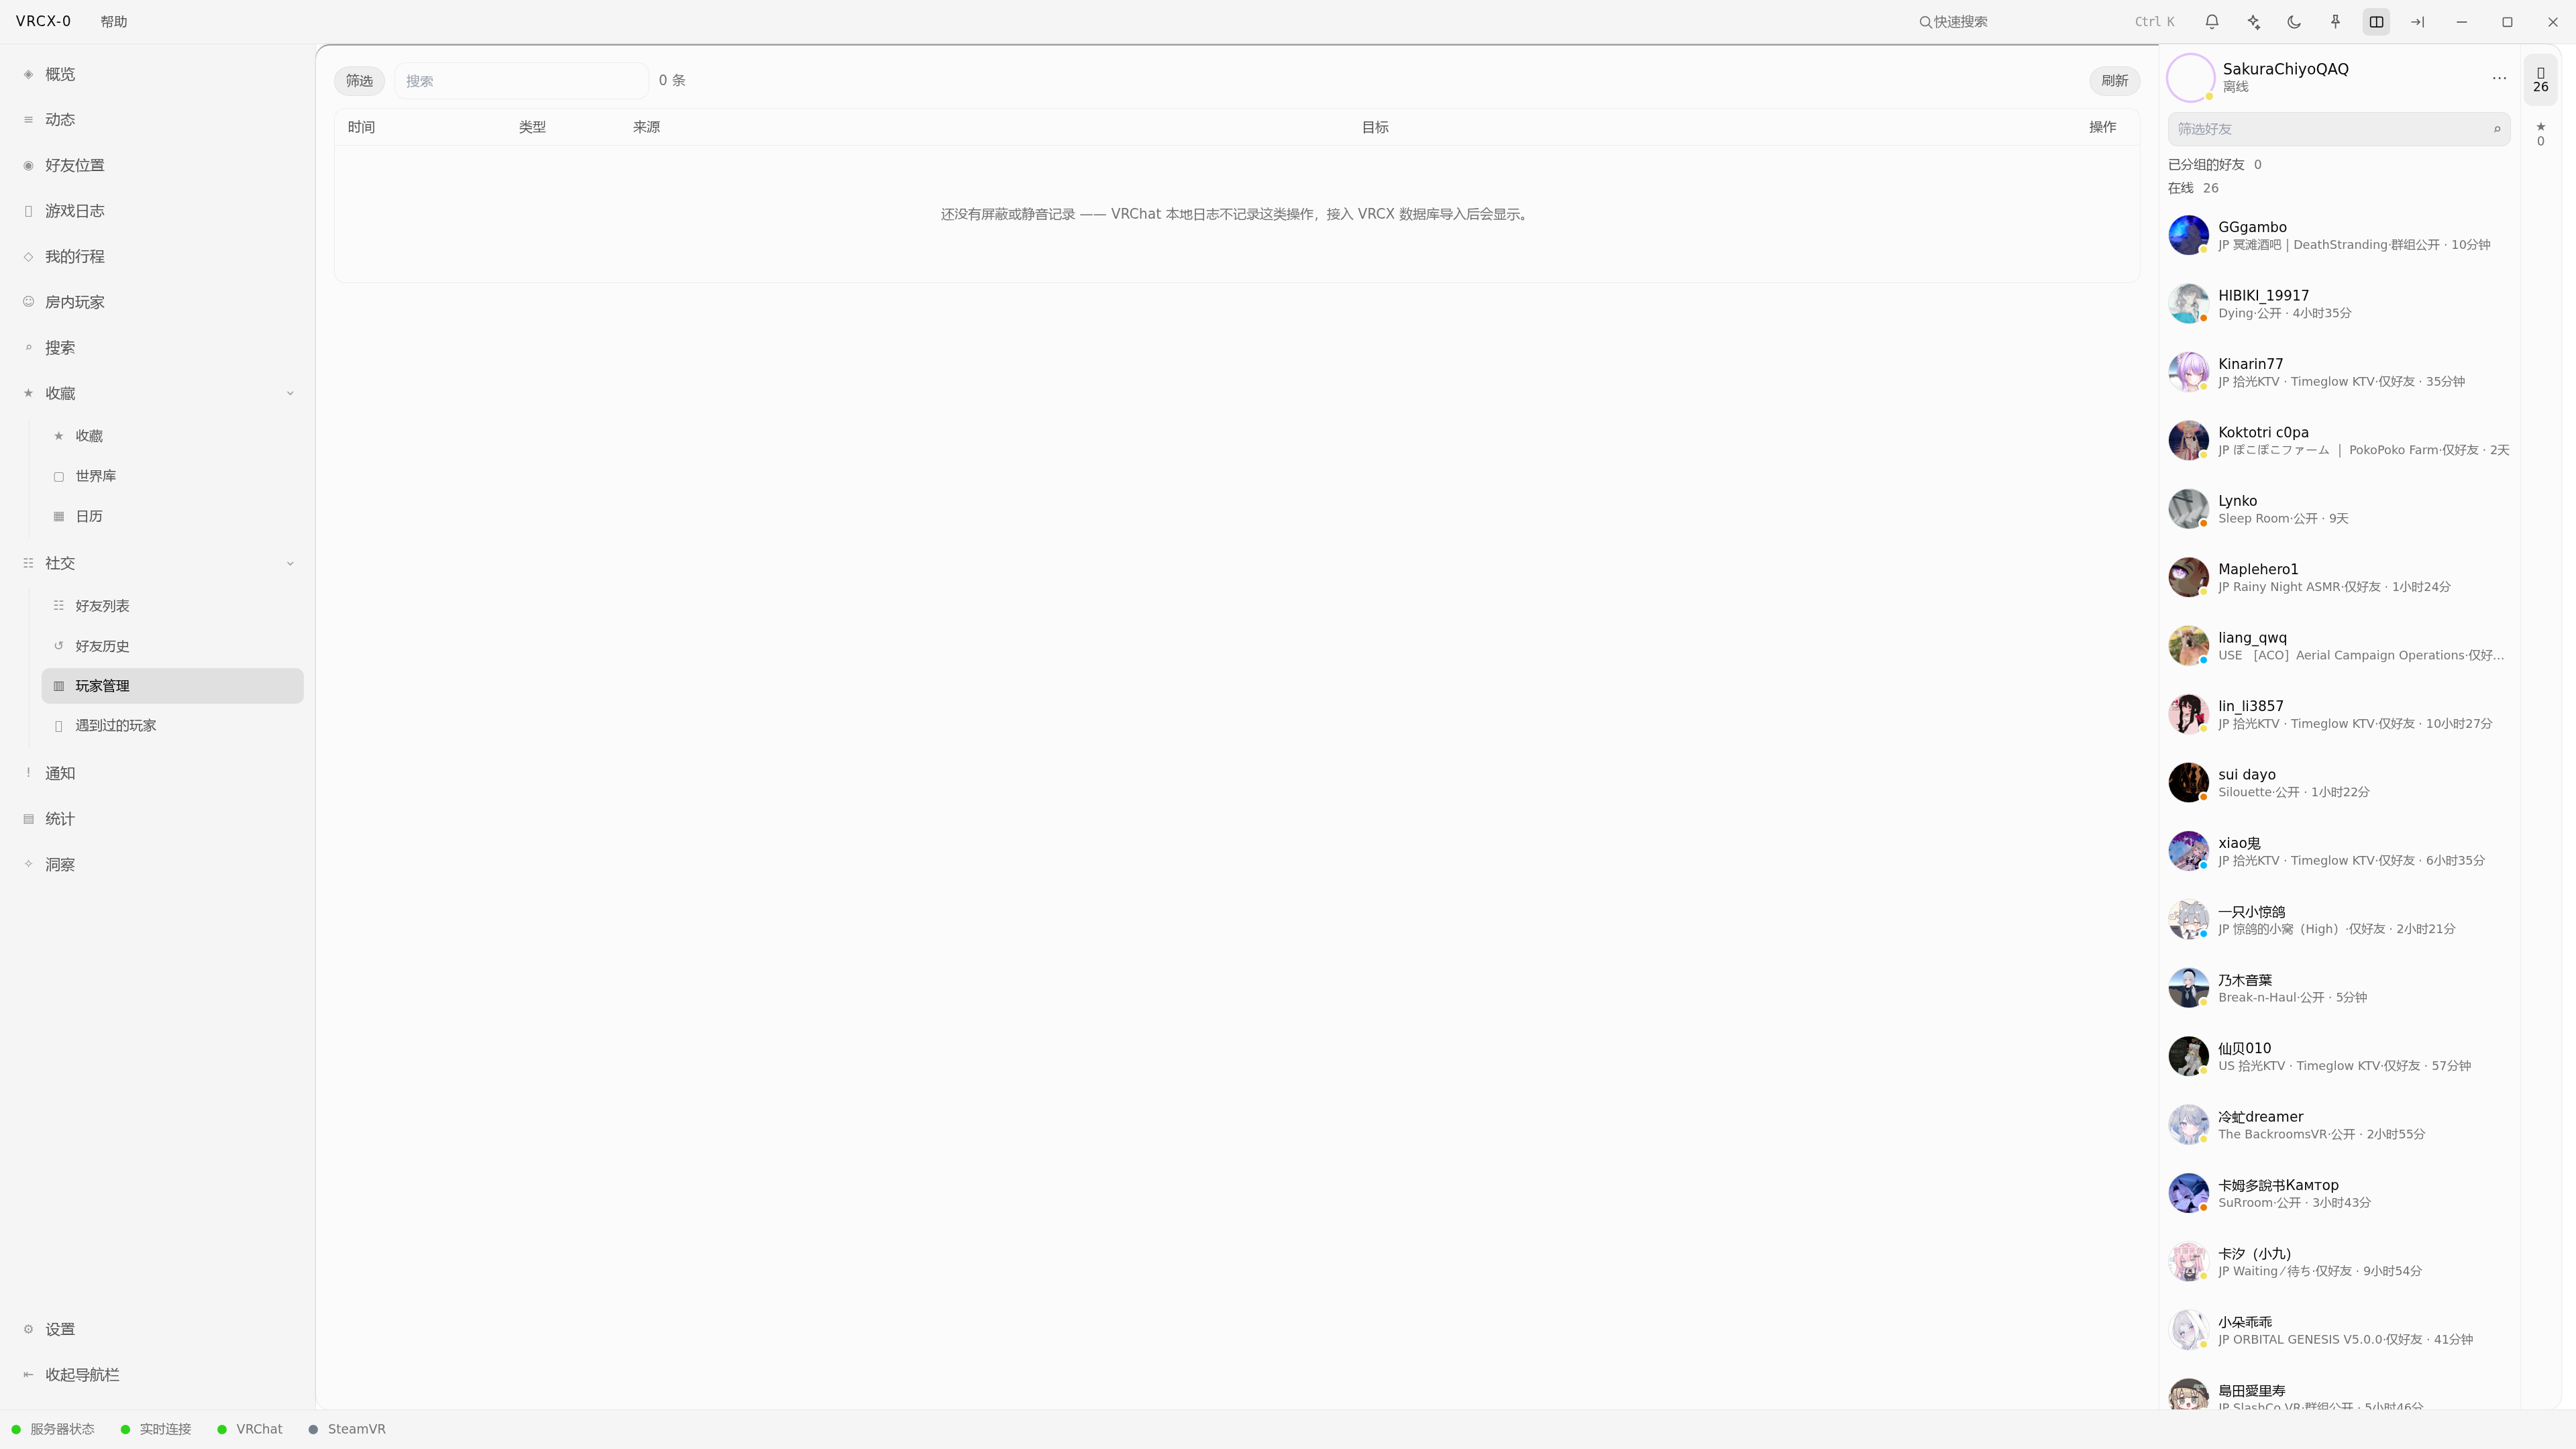 VRCX-0
帮助
快速搜索
Ctrl K
概览
动态
好友位置
游戏日志
我的行程
房内玩家
搜索
收藏
收藏
世界库
日历
社交
好友列表
好友历史
玩家管理
遇到过的玩家
通知
统计
洞察
设置
收起导航栏
筛选
搜索
0 条
刷新
时间 类型 来源 目标 操作
还没有屏蔽或静音记录 —— VRChat 本地日志不记录这类操作，接入 VRCX 数据库导入后会显示。
SakuraChiyoQAQ
离线
26
0
筛选好友
已分组的好友 0
在线 26
GGgambo
JP 冥滩酒吧 | DeathStranding·群组公开 · 10分钟
HIBIKI_19917
Dying·公开 · 4小时35分
Kinarin77
JP 拾光KTV · Timeglow KTV·仅好友 · 35分钟
Koktotri c0pa
JP ぽこぽこファーム ｜ PokoPoko Farm·仅好友 · 2天
Lynko
Sleep Room·公开 · 9天
Maplehero1
JP Rainy Night ASMR·仅好友 · 1小时24分
liang_qwq
USE ［ACO］Aerial Campaign Operations·仅好…
lin_li3857
JP 拾光KTV · Timeglow KTV·仅好友 · 10小时27分
sui dayo
Silouette·公开 · 1小时22分
xiao鬼
JP 拾光KTV · Timeglow KTV·仅好友 · 6小时35分
一只小惊鸽
JP 惊鸽的小窝（High）·仅好友 · 2小时21分
乃木音葉
Break-n-Haul·公开 · 5分钟
仙贝010
US 拾光KTV · Timeglow KTV·仅好友 · 57分钟
冷虻dreamer
The BackroomsVR·公开 · 2小时55分
卡姆多說书Камтор
SuRroom·公开 · 3小时43分
卡汐（小九）
JP Waiting ⁄ 待ち·仅好友 · 9小时54分
小朵乖乖
JP ORBITAL GENESIS V5.0.0·仅好友 · 41分钟
島田愛里寿
JP SlashCo VR·群组公开 · 5小时46分
服务器状态
实时连接
VRChat
SteamVR